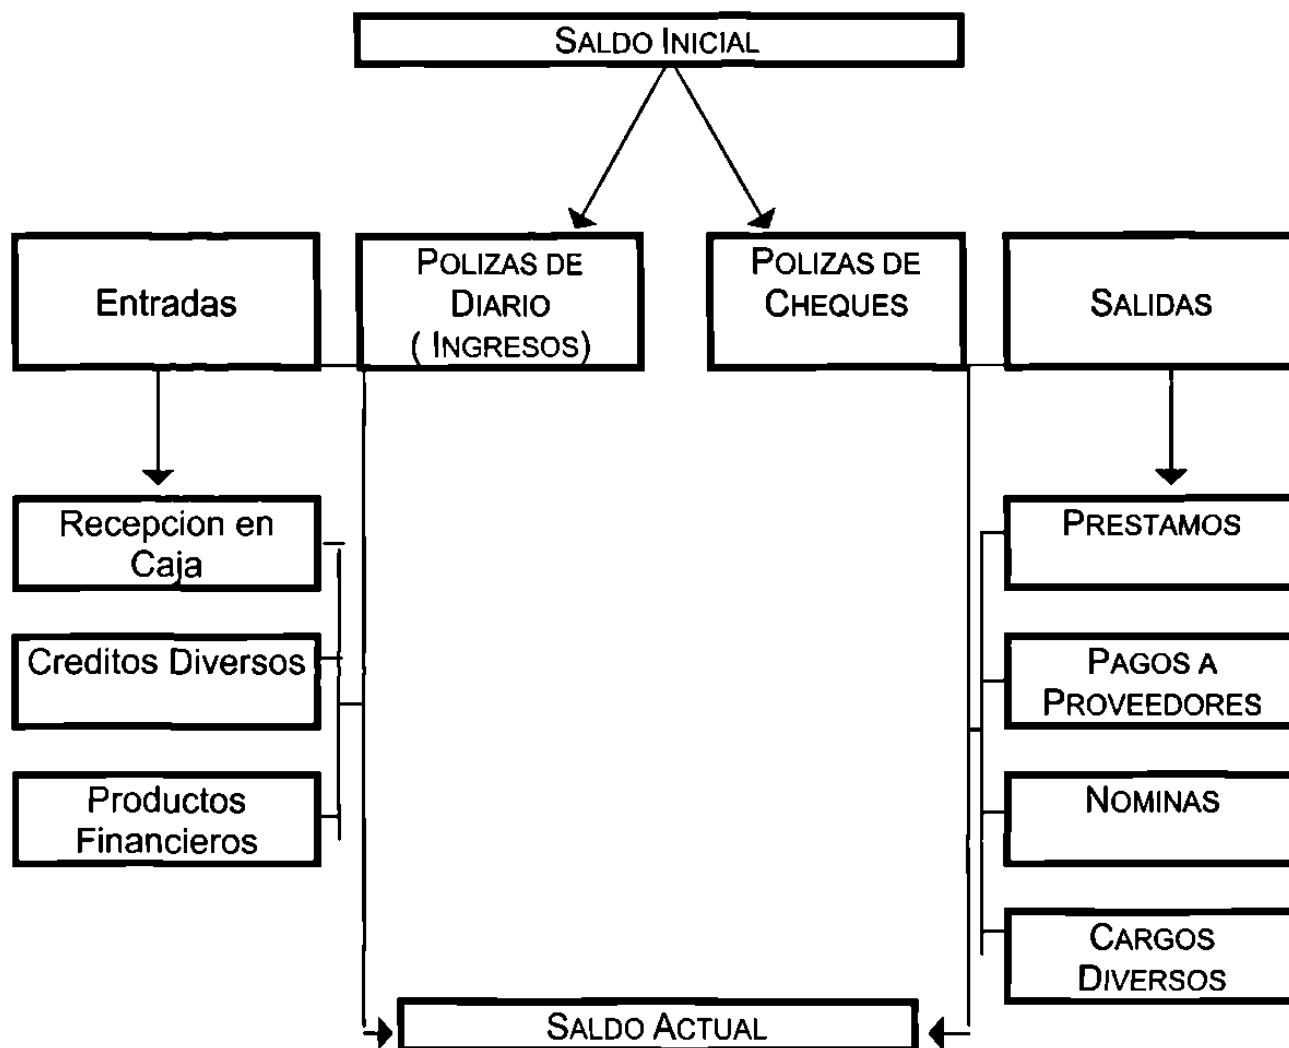 SALDO INICIAL
Entradas
POLIZAS DE
DIARIO
( INGRESOS)
POLIZAS DE
CHEQUES
SALIDAS
Recepcion en
Caja
Creditos Diversos
Productos
Financieros
PRESTAMOS
PAGOS A
PROVEEDORES
NOMINAS
CARGOS
DIVERSOS
SALDO ACTUAL